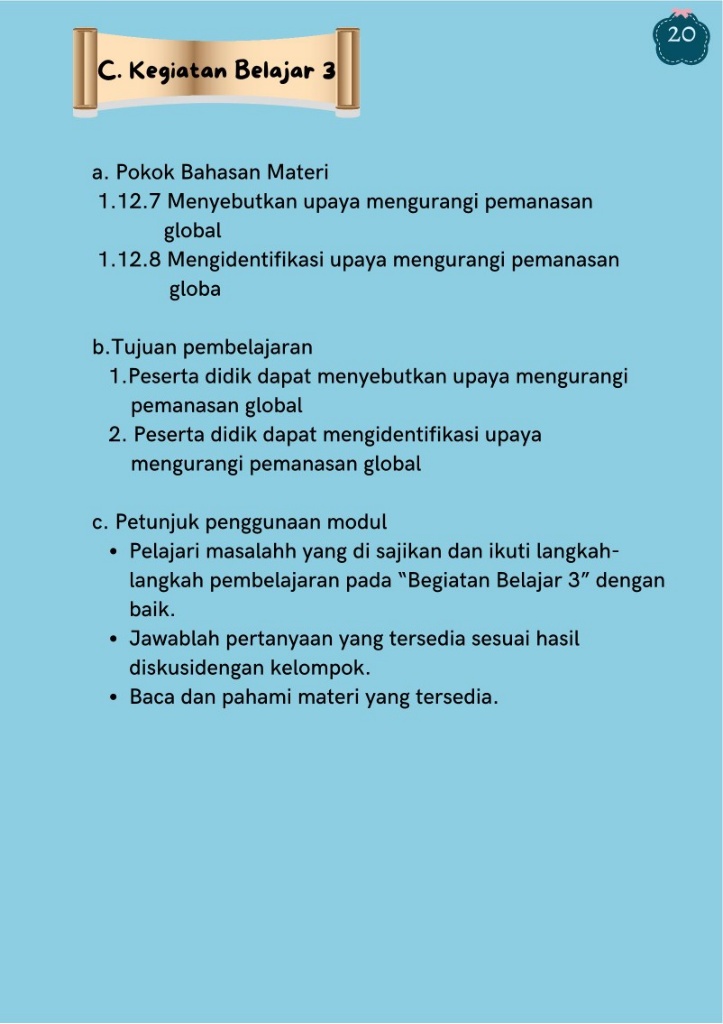 20
C. Kegiatan Belajar 3
a. Pokok Bahasan Materi
1.12.7 Menyebutkan upaya mengurangi pemanasan
global
1.12.8 Mengidentifikasi upaya mengurangi pemanasan
globa
b.Tujuan pembelajaran
1.Peserta didik dapat menyebutkan upaya mengurangi
pemanasan global
2. Peserta didik dapat mengidentifikasi upaya
mengurangi pemanasan global
c. Petunjuk penggunaan modul
• Pelajari masalahh yang di sajikan dan ikuti langkah-
langkah pembelajaran pada “Begiatan Belajar 3” dengan
baik.
• Jawablah pertanyaan yang tersedia sesuai hasil
diskusidengan kelompok.
• Baca dan pahami materi yang tersedia.